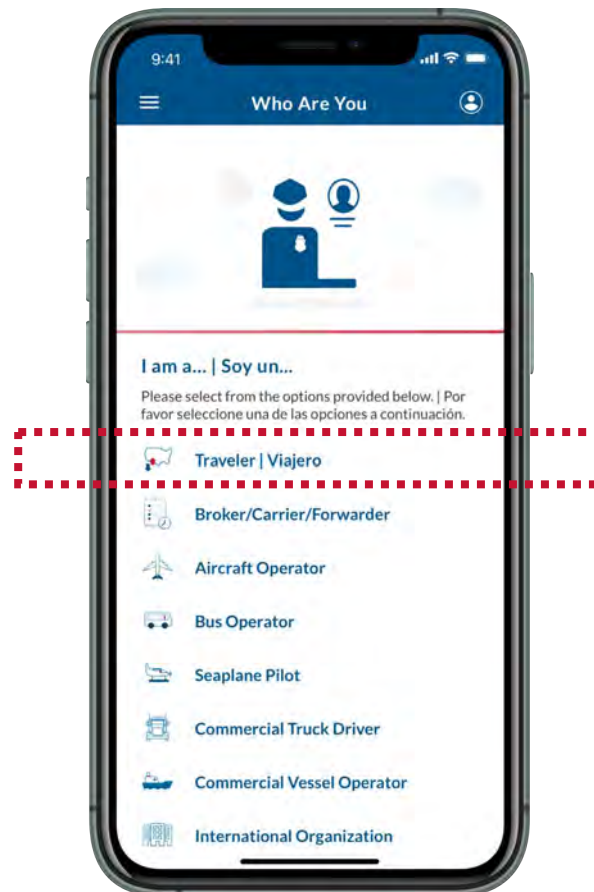 9:41
Who Are You
I am a... | Soy un...
Please select from the options provided below. | Por
favor seleccione una de las opciones a continuación.
Traveler | Viajero
Broker/Carrier/Forwarder
Aircraft Operator
Bus Operator
Seaplane Pilot
Commercial Truck Driver
Commercial Vessel Operator
International Organization